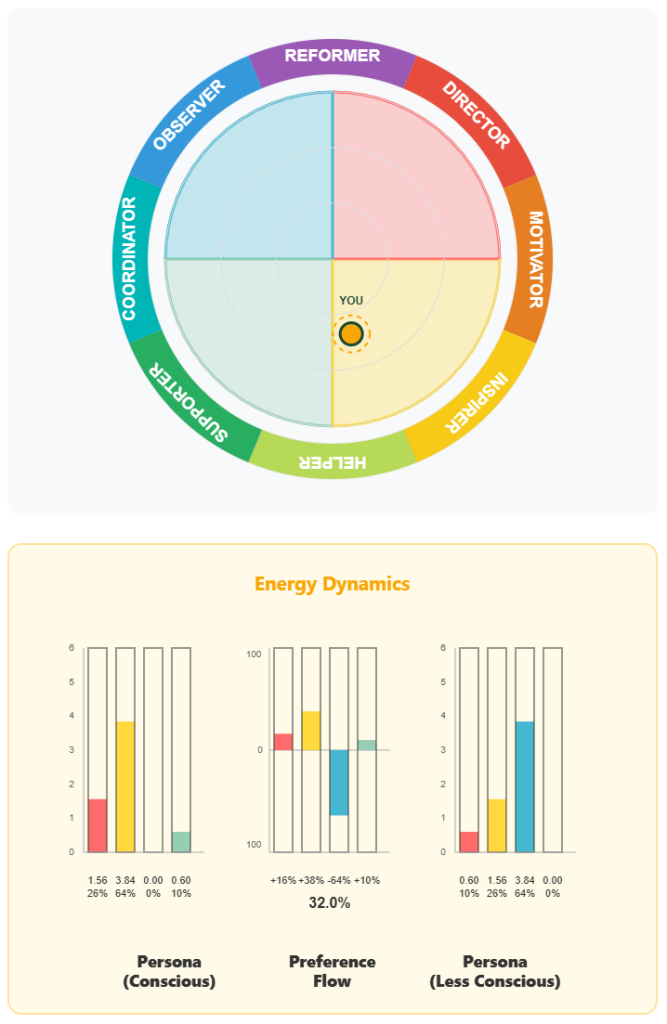 REFORMER
OBSERVER
DIRECTOR
COORDINATOR
MOTIVATOR
YOU
SUPPORTER
INSPIRER
HELPER
Energy Dynamics
6
5
4
3
2
1
0
1.56 3.84 0.00 0.60
26% 64% 0% 10%
Persona
(Conscious)
100
0
100
+16% +38% -64% +10%
32.0%
Preference
Flow
6
5
4
3
2
1
0
0.60 1.56 3.84 0.00
10% 26% 64% 0%
Persona
(Less Conscious)